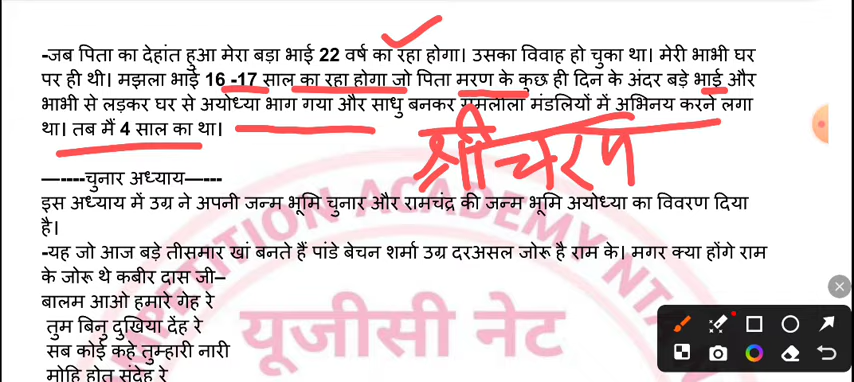 -जब पिता का देहांत हुआ मेरा बड़ा भाई 22 वर्ष का रहा होगा। उसका विवाह हो चुका था। मेरी भाभी घर
पर ही थी। मझला भाई 16 -17 साल का रहा होगा जो पिता मरण के कुछ ही दिन के अंदर बड़े भाई और
भाभी से लड़कर घर से अयोध्या भाग गया और साधु बनकर रामलीला मंडलियों में अभिनय करने लगा
था। तब मैं 4 साल का था।
श्री चरण
—----चुनार अध्याय—---
इस अध्याय में उग्र ने अपनी जन्म भूमि चुनार और रामचंद्र की जन्म भूमि अयोध्या का विवरण दिया
है।
-यह जो आज बड़े तीसमार खां बनते हैं पांडे बेचन शर्मा उग्र दरअसल जोरू है राम के। मगर क्या होंगे राम
के जोरू थे कबीर दास जी–
बालम आओ हमारे गेह रे
तुम बिनु दुखिया देंह रे
सब कोई कहे तुम्हारी नारी
मोहि होत संदेह रे
COMPETITION ACADEMY NTA
यूजीसी नेट